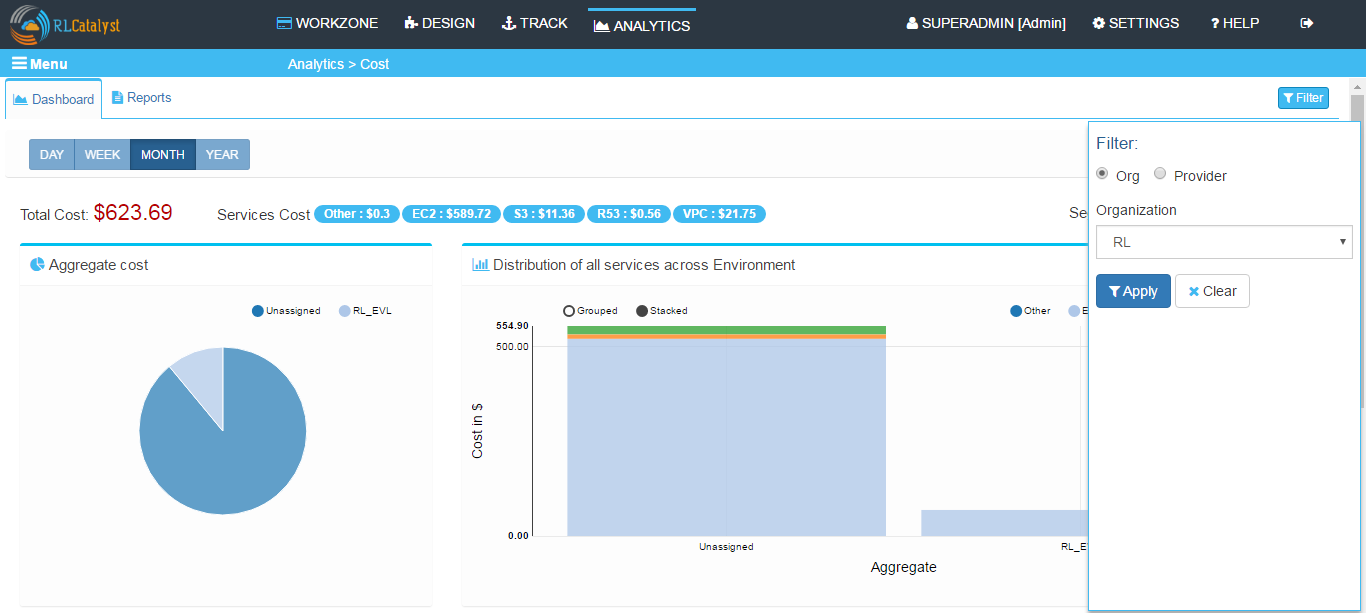 RLCatalyst WORKZONE DESIGN TRACK ANALYTICS SUPERADMIN [Admin] SETTINGS ? HELP
Menu Analytics > Cost
Dashboard Reports Filter
DAY WEEK MONTH YEAR
Total Cost: $623.69 Services Cost Other : $0.3 EC2 : $589.72 S3 : $11.36 R53 : $0.56 VPC : $21.75 Se
Filter:
Org Provider
Organization
RL
Apply Clear
Aggregate cost
Unassigned RL_EVL
Distribution of all services across Environment
Grouped Stacked Other E
554.90
500.00
Cost in $
0.00
Unassigned RL_E
Aggregate